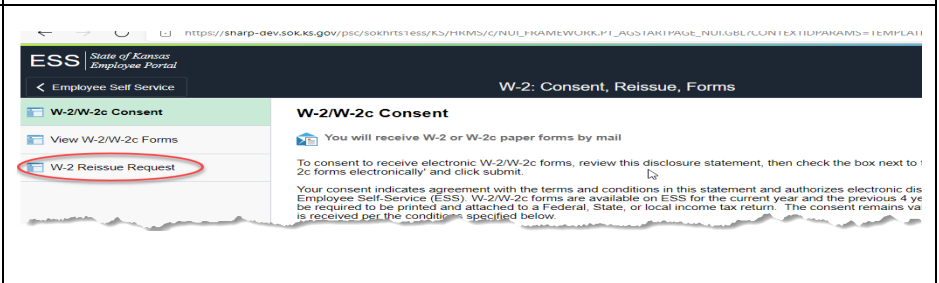 https://sharp-dev.sok.ks.gov/psc/sokhrts1ess/KS/HRMS/c/NUI_FRAMEWORK.PT_AGSTARTPAGE_NUI.GBL?CONTEXTIDPARAMS=TEMPLATI
ESS State of Kansas
Employee Portal
Employee Self Service
W-2: Consent, Reissue, Forms
W-2/W-2c Consent
View W-2/W-2c Forms
W-2 Reissue Request
W-2/W-2c Consent
You will receive W-2 or W-2c paper forms by mail
To consent to receive electronic W-2/W-2c forms, review this disclosure statement, then check the box next to
2c forms electronically' and click submit.
Your consent indicates agreement with the terms and conditions in this statement and authorizes electronic dis
Employee Self-Service (ESS). W-2/W-2c forms are available on ESS for the current year and the previous 4 ye
be required to be printed and attached to a Federal, State, or local income tax return. The consent remains va
is received per the conditions specified below.